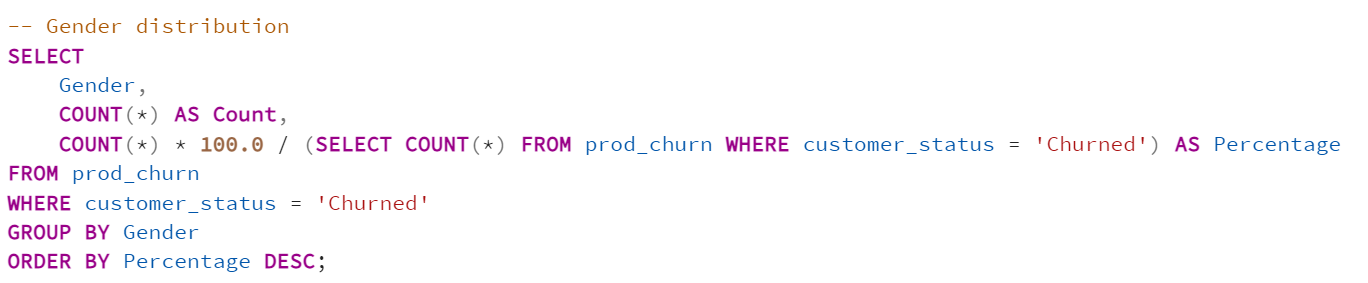 -- Gender distribution
SELECT
    Gender,
    COUNT(*) AS Count,
    COUNT(*) * 100.0 / (SELECT COUNT(*) FROM prod_churn WHERE customer_status = 'Churned') AS Percentage
FROM prod_churn
WHERE customer_status = 'Churned'
GROUP BY Gender
ORDER BY Percentage DESC;